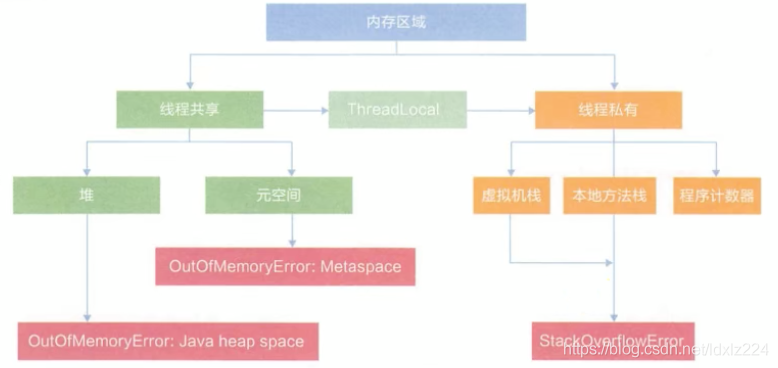 内存区域
线程共享
ThreadLocal
线程私有
堆
元空间
虚拟机栈
本地方法栈
程序计数器
OutOfMemoryError: Metaspace
OutOfMemoryError: Java heap space
StackOverflowError
https://blog.csdn.net/ldxlz224